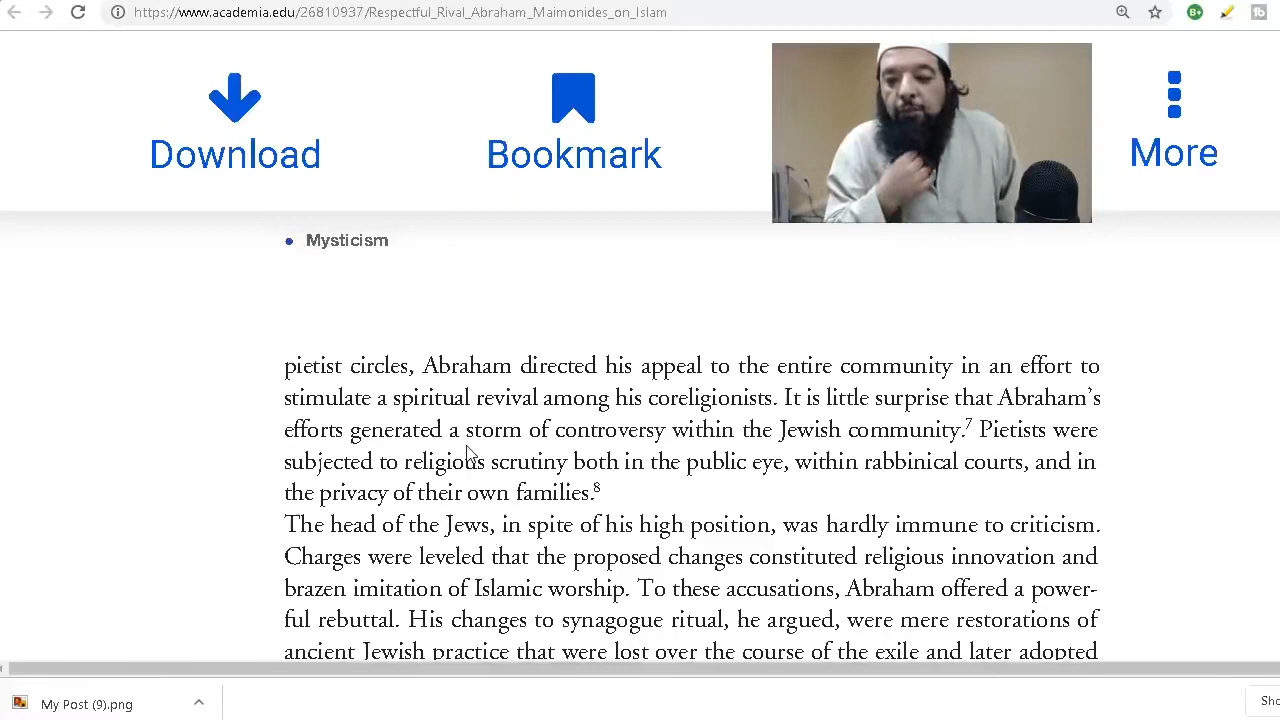 https://www.academia.edu/26810937/Respectful_Rival_Abraham_Maimonides_on_Islam
B+
Download
Bookmark
More
Mysticism
pietist circles, Abraham directed his appeal to the entire community in an effort to
stimulate a spiritual revival among his coreligionists. It is little surprise that Abraham’s
efforts generated a storm of controversy within the Jewish community.7 Pietists were
subjected to religious scrutiny both in the public eye, within rabbinical courts, and in
the privacy of their own families.8
The head of the Jews, in spite of his high position, was hardly immune to criticism.
Charges were leveled that the proposed changes constituted religious innovation and
brazen imitation of Islamic worship. To these accusations, Abraham offered a power-
ful rebuttal. His changes to synagogue ritual, he argued, were mere restorations of
ancient Jewish practice that were lost over the course of the exile and later adopted
My Post (9).png
Sho